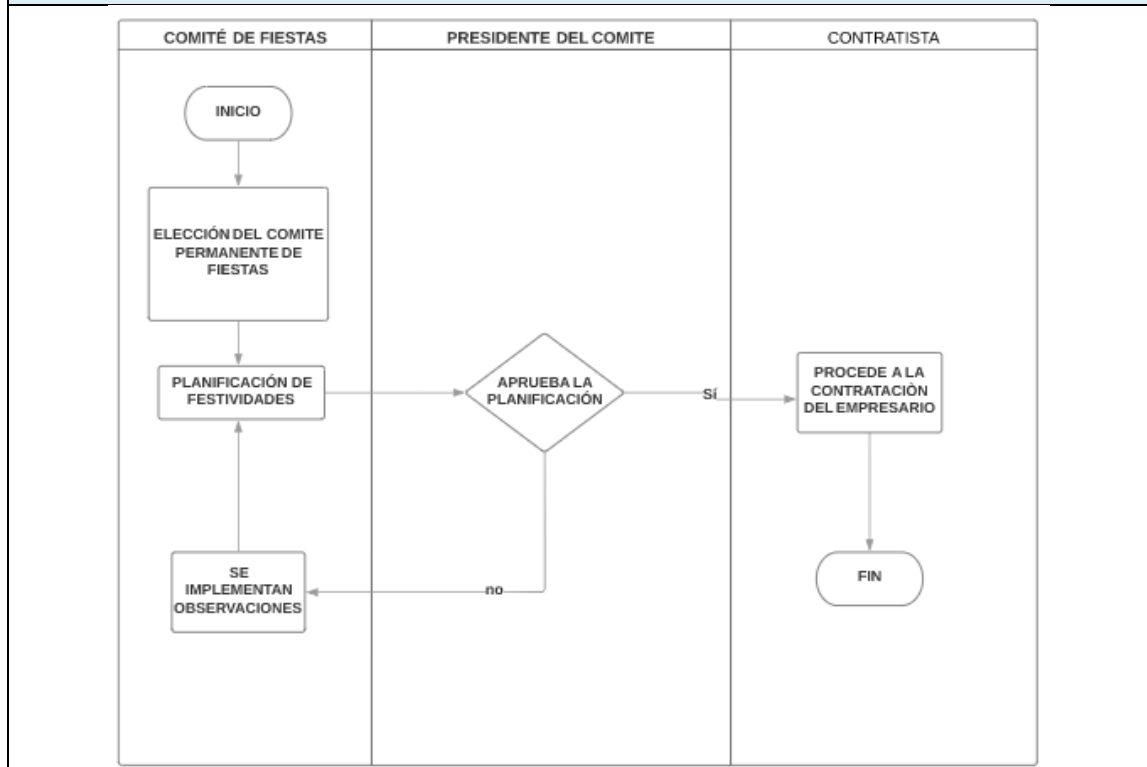 COMITÉ DE FIESTAS
PRESIDENTE DEL COMITE
CONTRATISTA
INICIO
ELECCIÓN DEL COMITE
PERMANENTE DE
FIESTAS
PLANIFICACIÓN DE
FESTIVIDADES
APRUEBA LA
PLANIFICACIÓN
Sí
PROCEDE A LA
CONTRATACIÒN
DEL EMPRESARIO
no
SE
IMPLEMENTAN
OBSERVACIONES
FIN